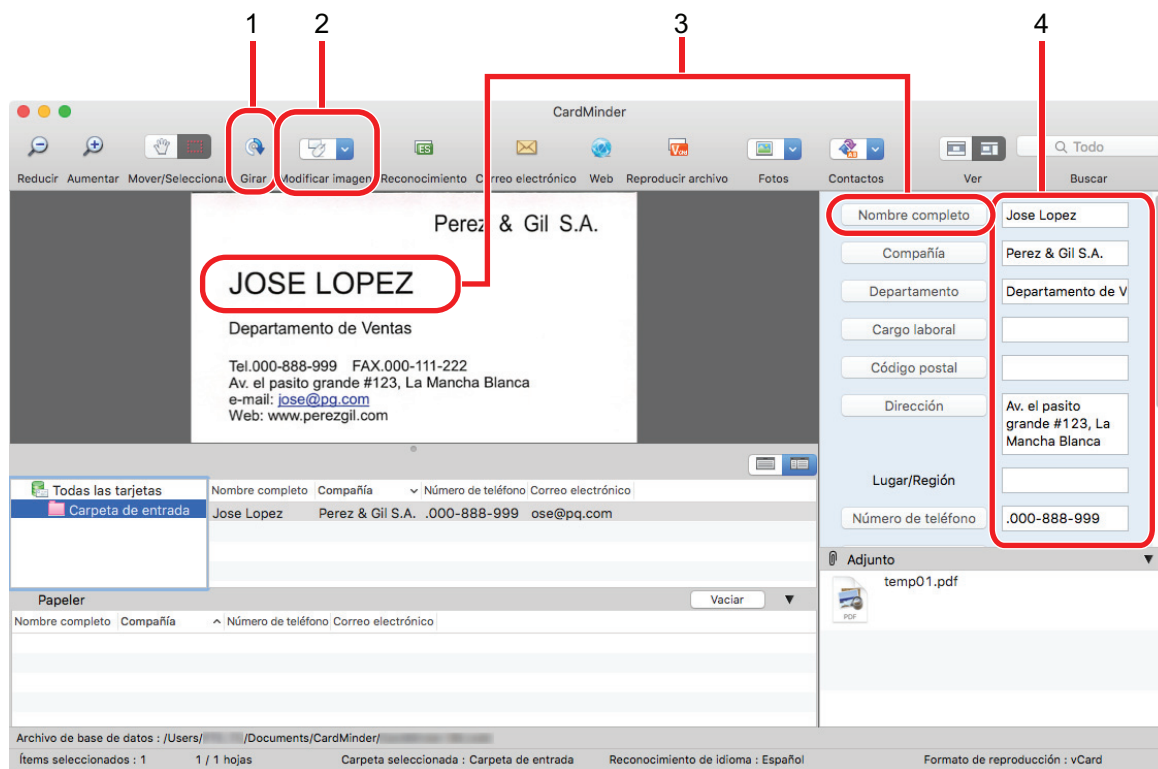 1 2 3 4
CardMinder
ES
Reducir Aumentar Mover/Seleccionar Girar Modificar imagen Reconocimiento Correo electrónico Web Reproducir archivo Fotos Contactos Ver Buscar
Todo
Perez & Gil S.A.
JOSE LOPEZ
Departamento de Ventas
Tel.000-888-999 FAX.000-111-222
Av. el pasito grande #123, La Mancha Blanca
e-mail: jose@pg.com
Web: www.perezgil.com
Nombre completo Jose Lopez
Compañía Perez & Gil S.A.
Departamento Departamento de V
Cargo laboral
Código postal
Dirección Av. el pasito
grande #123, La
Mancha Blanca
Lugar/Región
Número de teléfono .000-888-999
Todas las tarjetas
Carpeta de entrada
Nombre completo Compañía Número de teléfono Correo electrónico
Jose Lopez Perez & Gil S.A. .000-888-999 ose@pq.com
Adjunto
temp01.pdf
PDF
Papeler Vaciar
Nombre completo Compañía Número de teléfono Correo electrónico
Archivo de base de datos : /Users/ /Documents/CardMinder/
Ítems seleccionados : 1 1 / 1 hojas Carpeta seleccionada : Carpeta de entrada Reconocimiento de idioma : Español Formato de reproducción : vCard